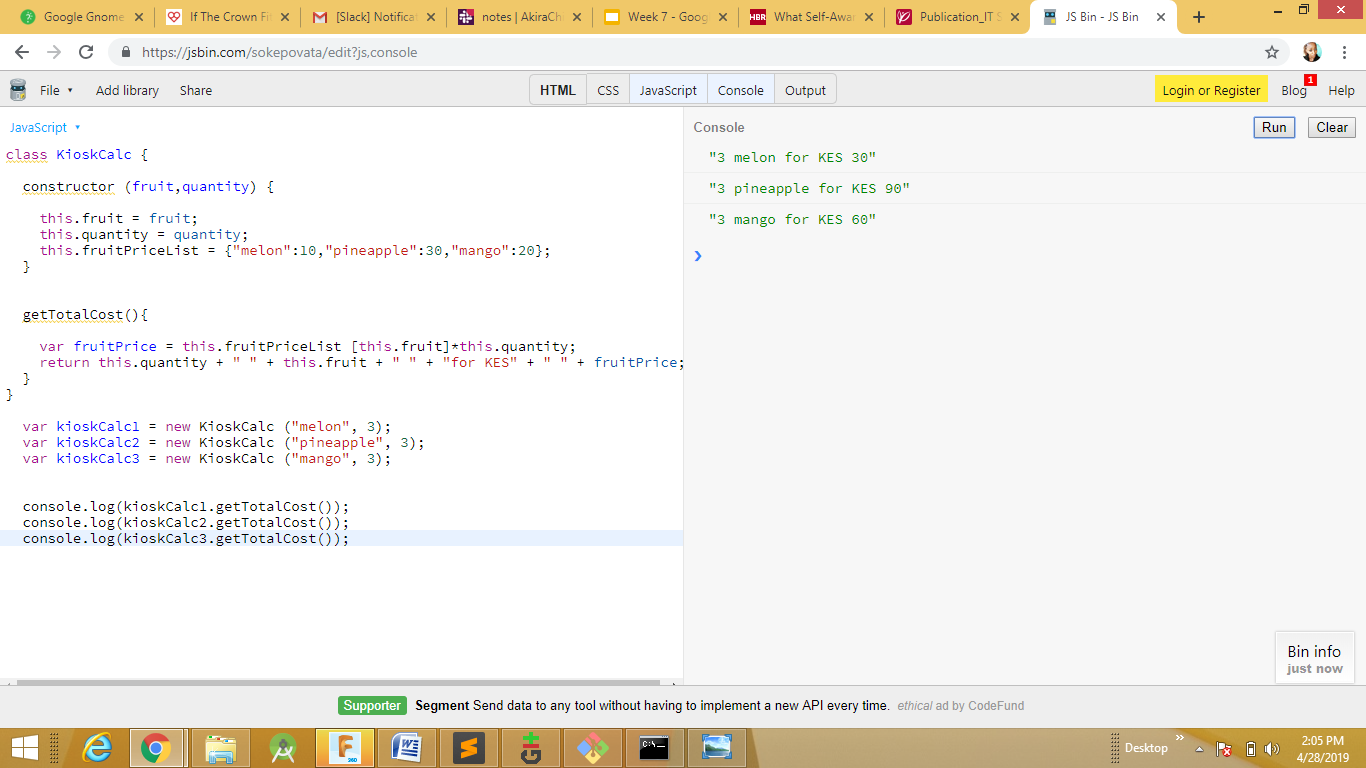 Google Gnome
If The Crown Fi
[Slack] Notificat
notes | AkiraCh
Week 7 - Goog
What Self-Awar
Publication_IT S
JS Bin - JS Bin
https://jsbin.com/sokepovata/edit?js,console
File
Add library
Share
HTML
CSS
JavaScript
Console
Output
Login or Register
Blog
1
Help
JavaScript
class KioskCalc {
constructor (fruit,quantity) {
this.fruit = fruit;
this.quantity = quantity;
this.fruitPriceList = {"melon":10,"pineapple":30,"mango":20};
}
getTotalCost(){
var fruitPrice = this.fruitPriceList [this.fruit]*this.quantity;
return this.quantity + " " + this.fruit + " " + "for KES" + " " + fruitPrice;
}
}
var kioskCalc1 = new KioskCalc ("melon", 3);
var kioskCalc2 = new KioskCalc ("pineapple", 3);
var kioskCalc3 = new KioskCalc ("mango", 3);
console.log(kioskCalc1.getTotalCost());
console.log(kioskCalc2.getTotalCost());
console.log(kioskCalc3.getTotalCost());
Console
Run
Clear
"3 melon for KES 30"
"3 pineapple for KES 90"
"3 mango for KES 60"
Bin info
just now
Supporter Segment Send data to any tool without having to implement a new API every time. ethical ad by CodeFund
Desktop
2:05 PM
4/28/2019